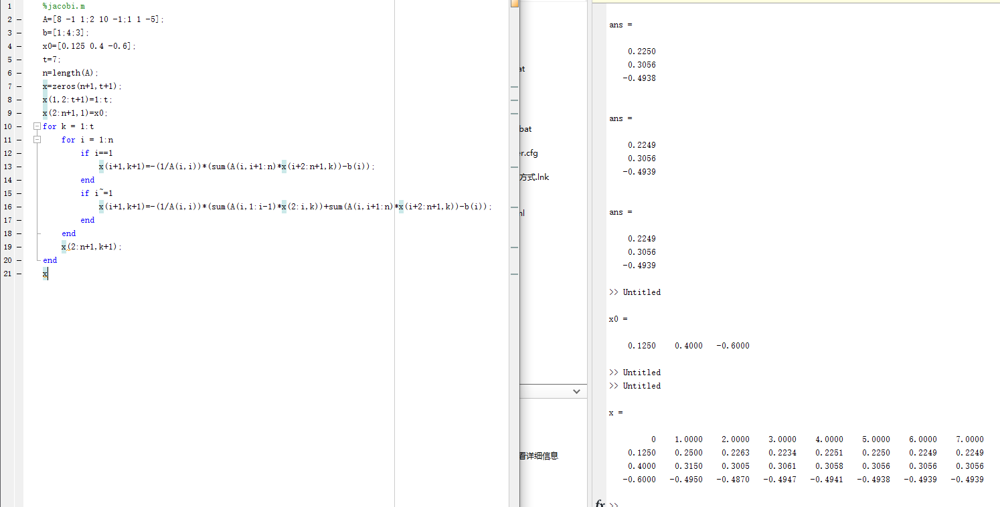 1 %jacobi.m
2 A=[8 -1 1;2 10 -1;1 1 -5];
3 b=[1;4;3];
4 x0=[0.125 0.4 -0.6];
5 t=7;
6 n=length(A);
7 x=zeros(n+1,t+1);
8 x(1,2:t+1)=1:t;
9 x(2:n+1,1)=x0;
10 for k = 1:t
11 for i = 1:n
12 if i==1
13 x(i+1,k+1)=-(1/A(i,i))*(sum(A(i,i+1:n)*x(i+2:n+1,k))-b(i));
14 end
15 if i~=1
16 x(i+1,k+1)=-(1/A(i,i))*(sum(A(i,1:i-1)*x(2:i,k))+sum(A(i,i+1:n)*x(i+2:n+1,k))-b(i));
17 end
18 end
19 x(2:n+1,k+1);
20 end
21 x
at
bat
er.cfg
方式.lnk
nl
看详细信息
ans =
0.2250
0.3056
-0.4938
ans =
0.2249
0.3056
-0.4939
ans =
0.2249
0.3056
-0.4939
>> Untitled
x0 =
0.1250 0.4000 -0.6000
>> Untitled
>> Untitled
x =
0 1.0000 2.0000 3.0000 4.0000 5.0000 6.0000 7.0000
0.1250 0.2500 0.2263 0.2234 0.2251 0.2250 0.2249 0.2249
0.4000 0.3150 0.3005 0.3061 0.3058 0.3056 0.3056 0.3056
-0.6000 -0.4950 -0.4870 -0.4947 -0.4941 -0.4938 -0.4939 -0.4939
fx >>